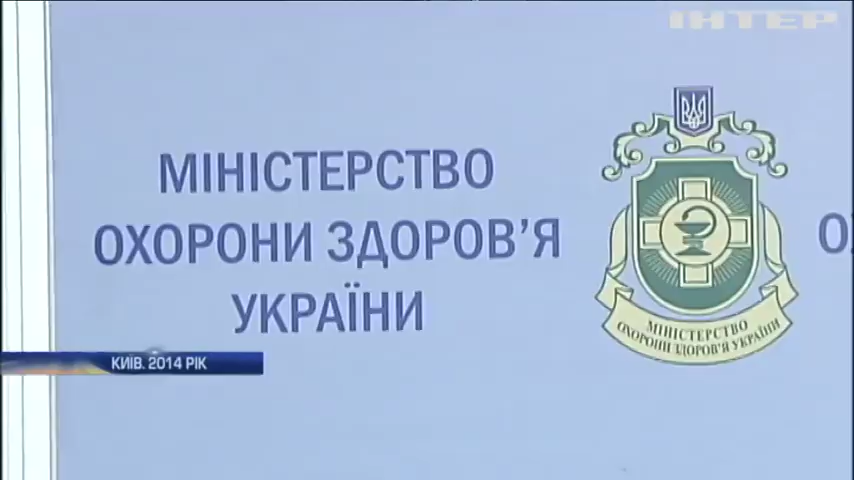 ІНТЕР
МІНІСТЕРСТВО
ОХОРОНИ ЗДОРОВ’Я
УКРАЇНИ
МІНІСТЕРСТВО
ОХОРОНИ ЗДОРОВ'Я УКРАЇНИ
КИЇВ. 2014 РІК